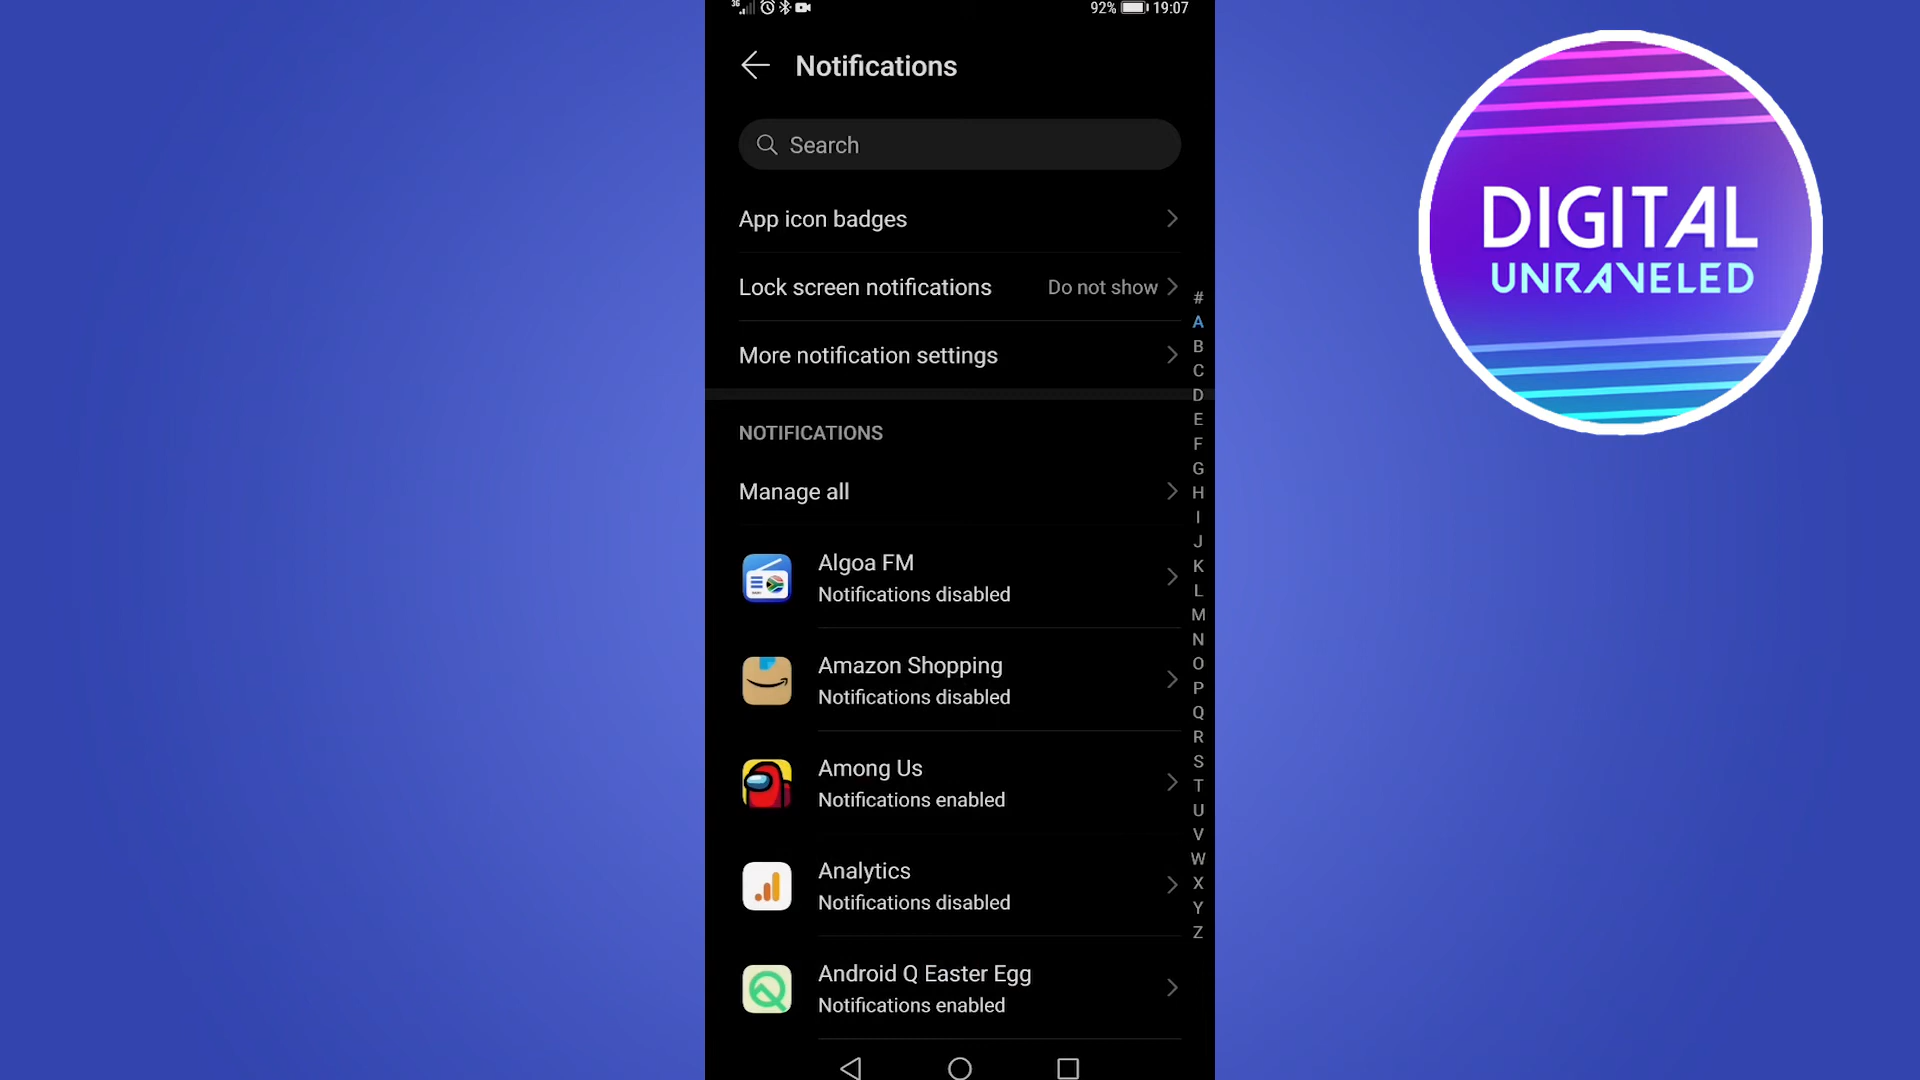 3G
92% 19:07
Notifications
Search
App icon badges
Lock screen notifications Do not show
More notification settings
NOTIFICATIONS
Manage all
Algoa FM
Notifications disabled
Amazon Shopping
Notifications disabled
Among Us
Notifications enabled
Analytics
Notifications disabled
Android Q Easter Egg
Notifications enabled
#
A
B
C
D
E
F
G
H
I
J
K
L
M
N
O
P
Q
R
S
T
U
V
W
X
Y
Z
DIGITAL
UNRAVELED